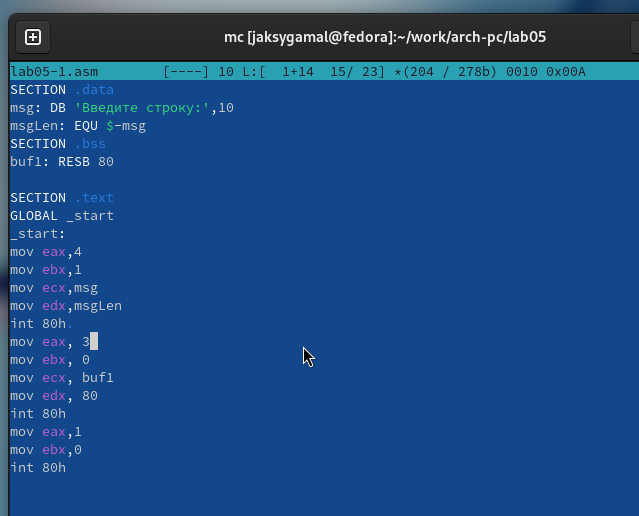 mc [jaksygamal@fedora]:~/work/arch-pc/lab05
lab05-1.asm [----] 10 L:[ 1+14 15/ 23] *(204 / 278b) 0010 0x00A
SECTION .data
msg: DB 'Введите строку:',10
msgLen: EQU $-msg
SECTION .bss
buf1: RESB 80
SECTION .text
GLOBAL _start
_start:
mov eax,4
mov ebx,1
mov ecx,msg
mov edx,msgLen
int 80h.
mov eax, 3
mov ebx, 0
mov ecx, buf1
mov edx, 80
int 80h
mov eax,1
mov ebx,0
int 80h